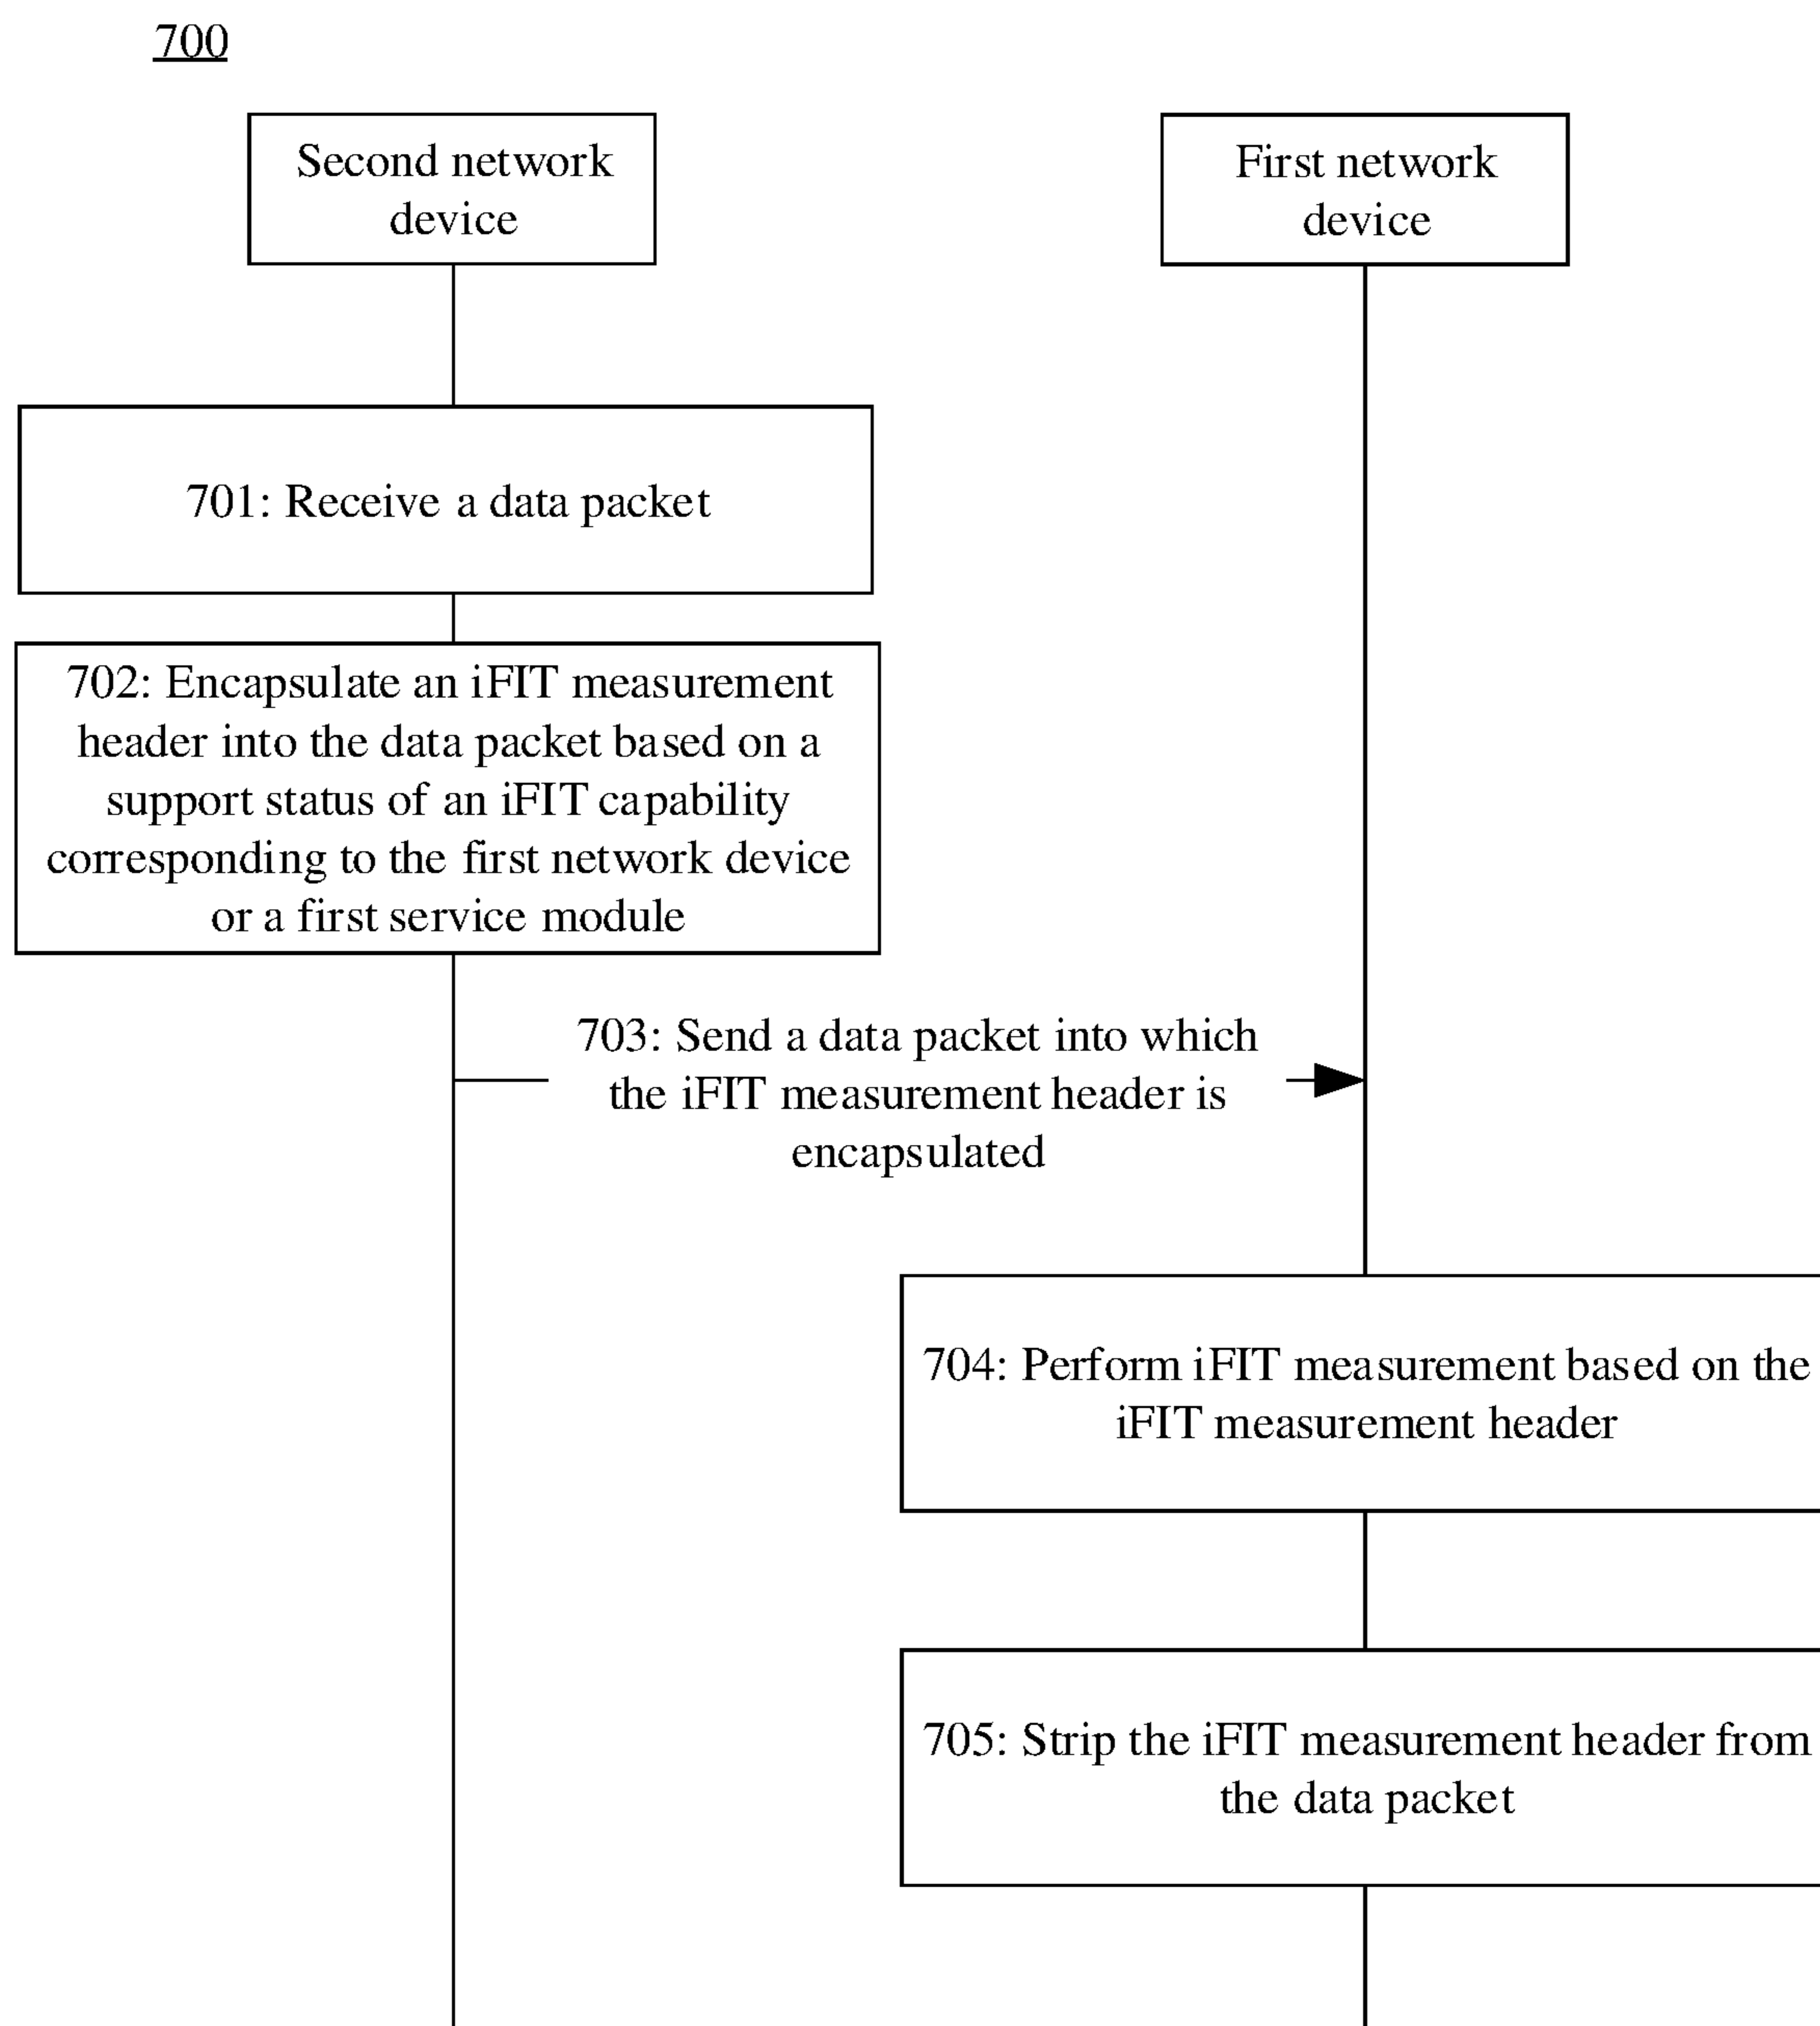 700
Second network
device
First network
device
701: Receive a data packet
702: Encapsulate an iFIT measurement
header into the data packet based on a
support status of an iFIT capability
corresponding to the first network device
or a first service module
703: Send a data packet into which
the iFIT measurement header is
encapsulated
704: Perform iFIT measurement based on the
iFIT measurement header
705: Strip the iFIT measurement header from
the data packet